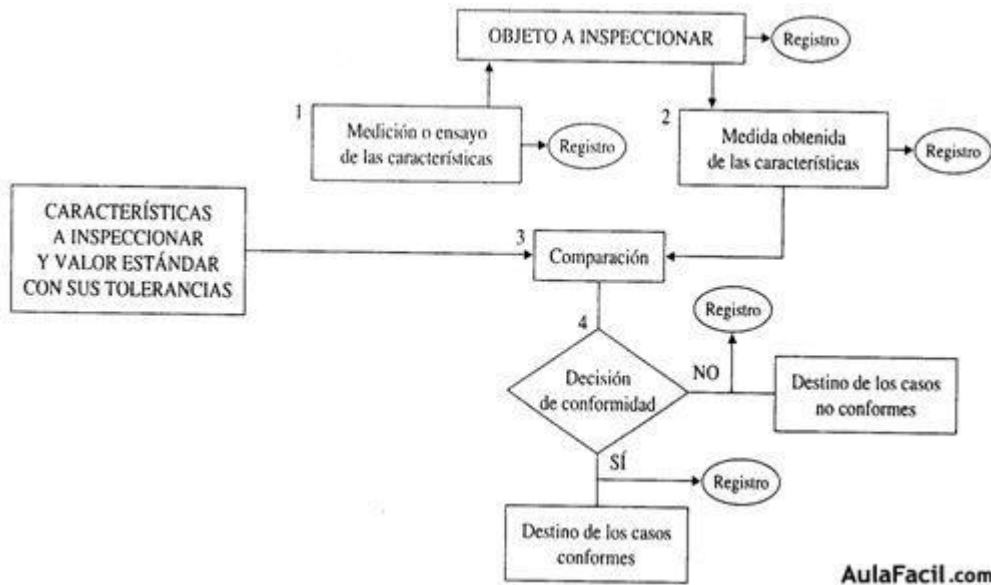 OBJETO A INSPECCIONAR
Registro
1
Medición o ensayo
de las características
Registro
2
Medida obtenida
de las características
Registro
CARACTERÍSTICAS
A INSPECCIONAR
Y VALOR ESTÁNDAR
CON SUS TOLERANCIAS
3
Comparación
4
Registro
Decisión
de conformidad
NO
Destino de los casos
no conformes
SÍ
Registro
Destino de los casos
conformes
AulaFacil.com